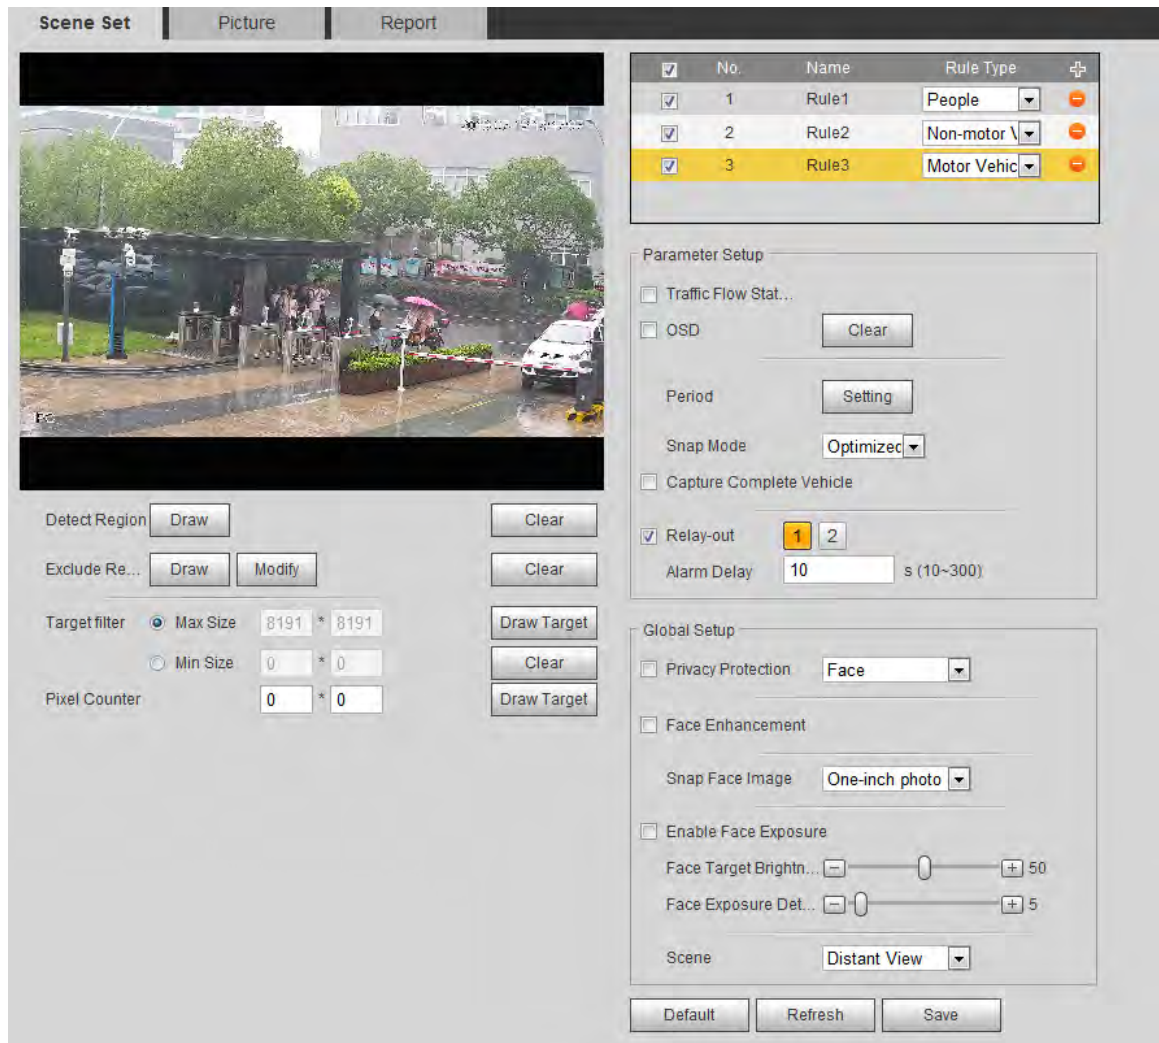 Scene Set Picture Report
No. Name Rule Type
1 Rule1 People
2 Rule2 Non-motor V
3 Rule3 Motor Vehic
Detect Region Draw Clear
Exclude Re... Draw Modify Clear
Target filter Max Size 8191 * 8191 Draw Target
Min Size 0 * 0 Clear
Pixel Counter 0 * 0 Draw Target
Parameter Setup
Traffic Flow Stat...
OSD Clear
Period Setting
Snap Mode Optimized
Capture Complete Vehicle
Relay-out 1 2
Alarm Delay 10 s (10~300)
Global Setup
Privacy Protection Face
Face Enhancement
Snap Face Image One-inch photo
Enable Face Exposure
Face Target Brightn... 50
Face Exposure Det... 5
Scene Distant View
Default Refresh Save